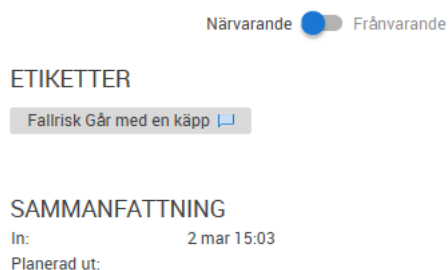 Närvarande Frånvarande
ETIKETTER
Fallrisk Går med en käpp
SAMMANFATTNING
In: 2 mar 15:03
Planerad ut: